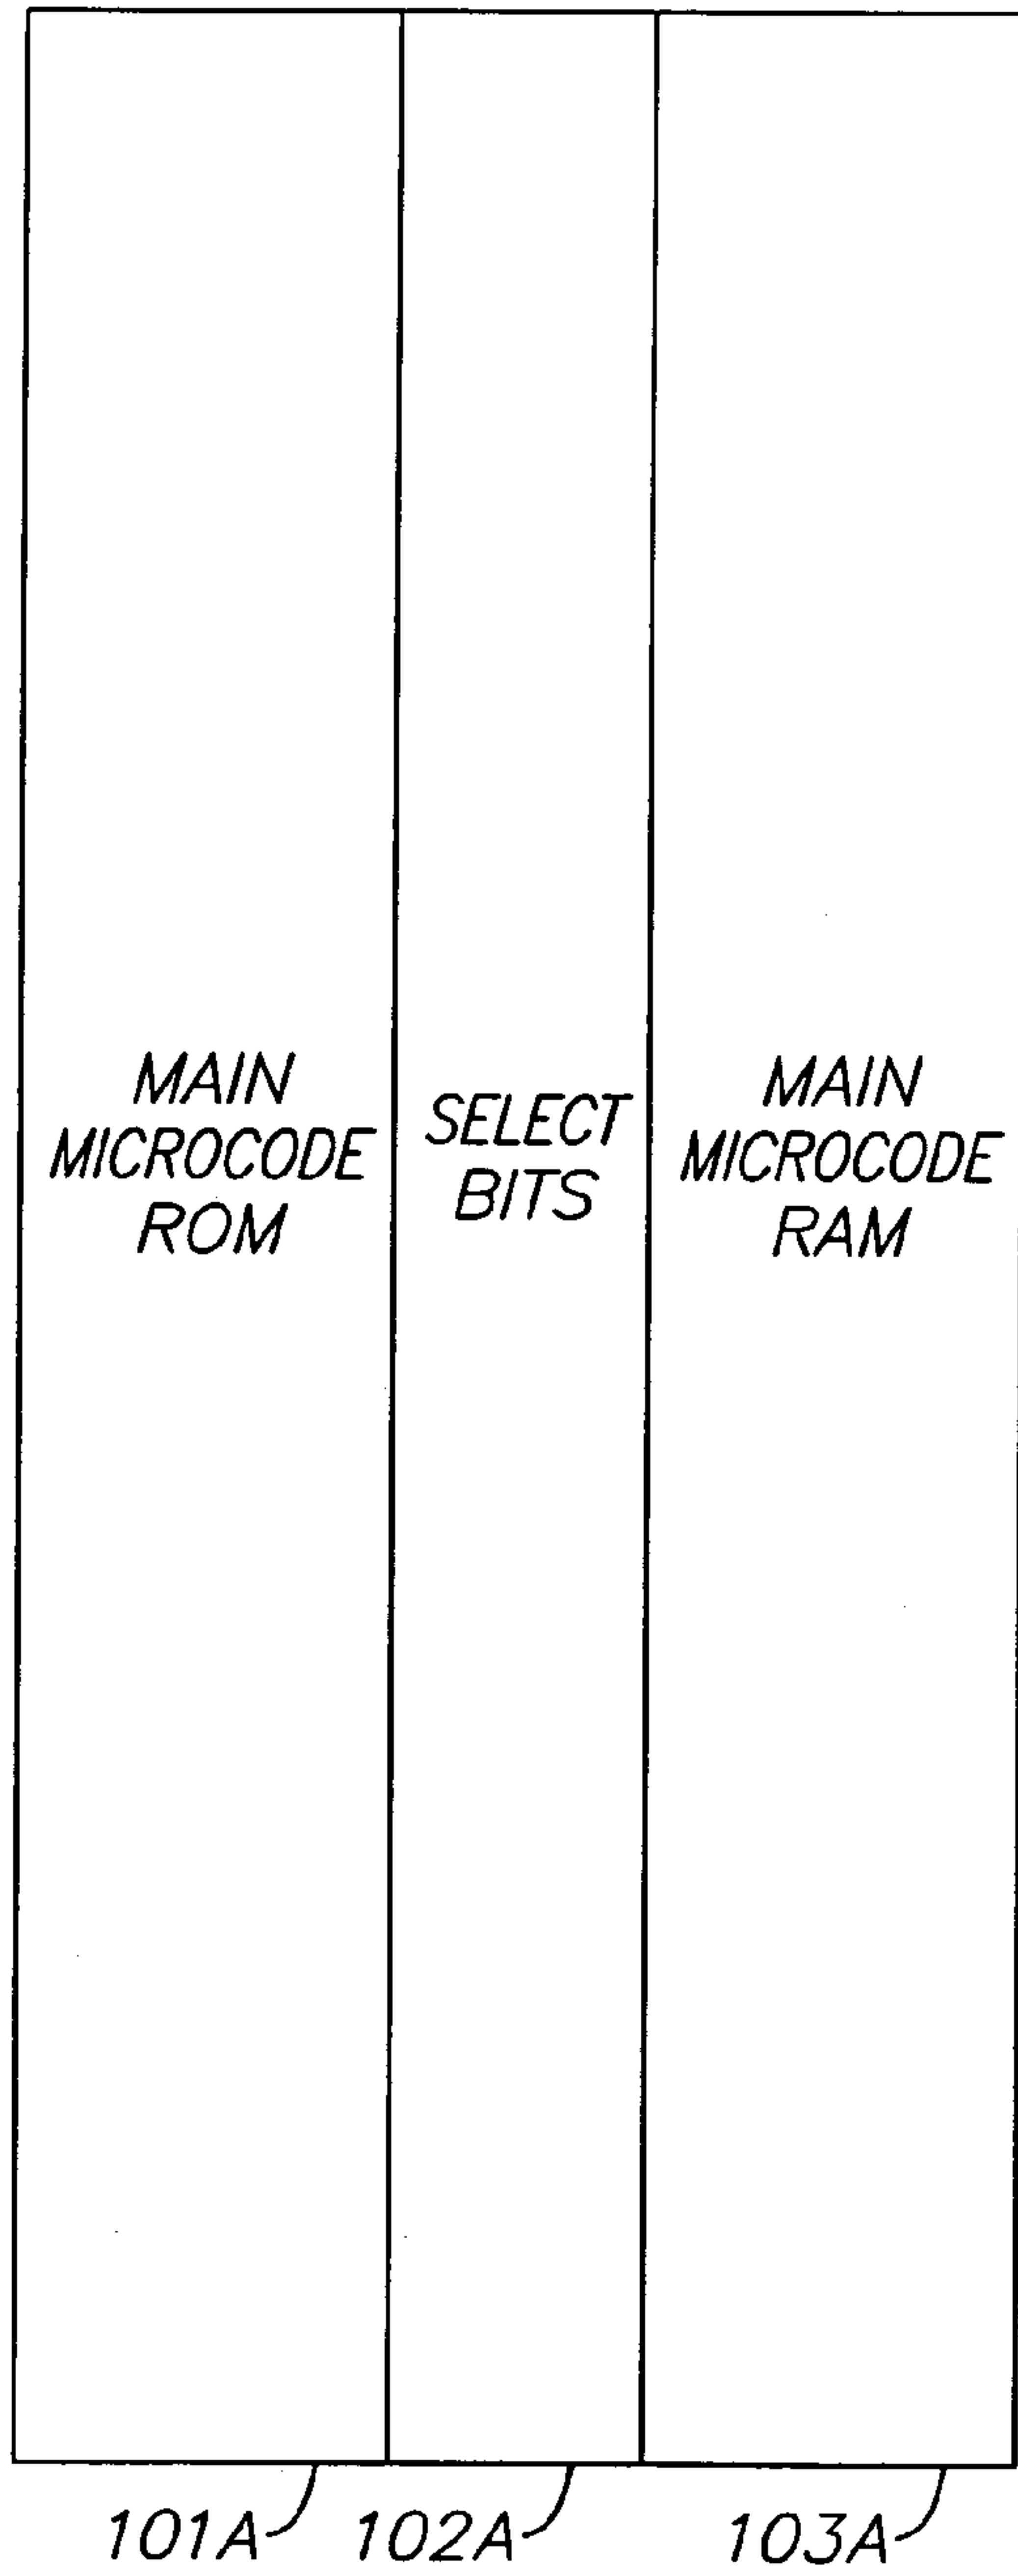 MAIN
MICROCODE
ROM
SELECT
BITS
MAIN
MICROCODE
RAM
101A
102A
103A